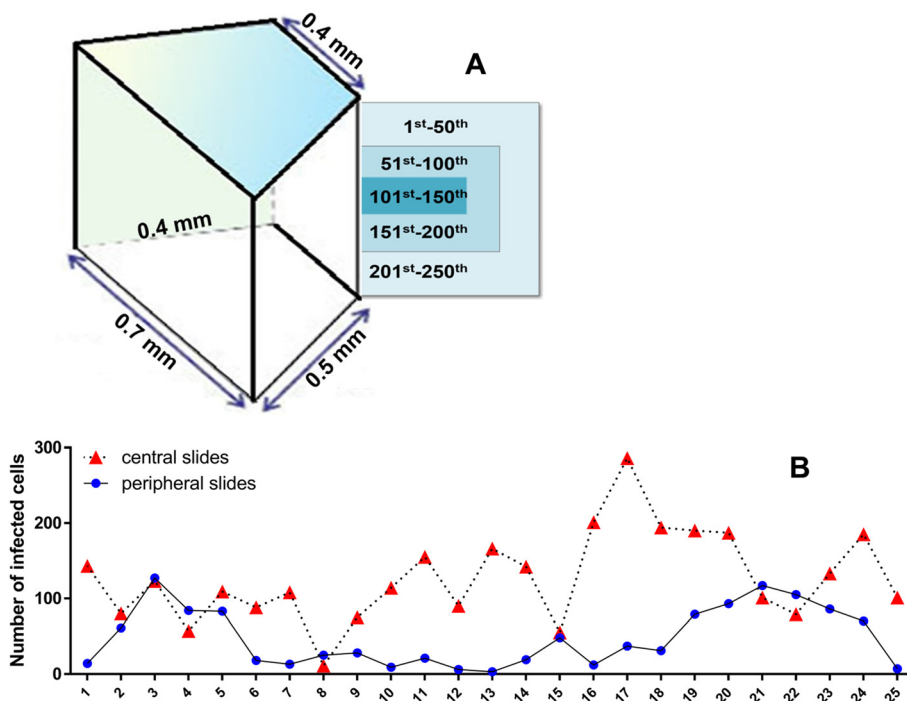 0.4 mm
A
1st-50th
51st-100th
101st-150th
151st-200th
201st-250th
0.4 mm
0.7 mm
0.5 mm
B
central slides
peripheral slides
Number of infected cells
300
200
100
0
1 2 3 4 5 6 7 8 9 10 11 12 13 14 15 16 17 18 19 20 21 22 23 24 25